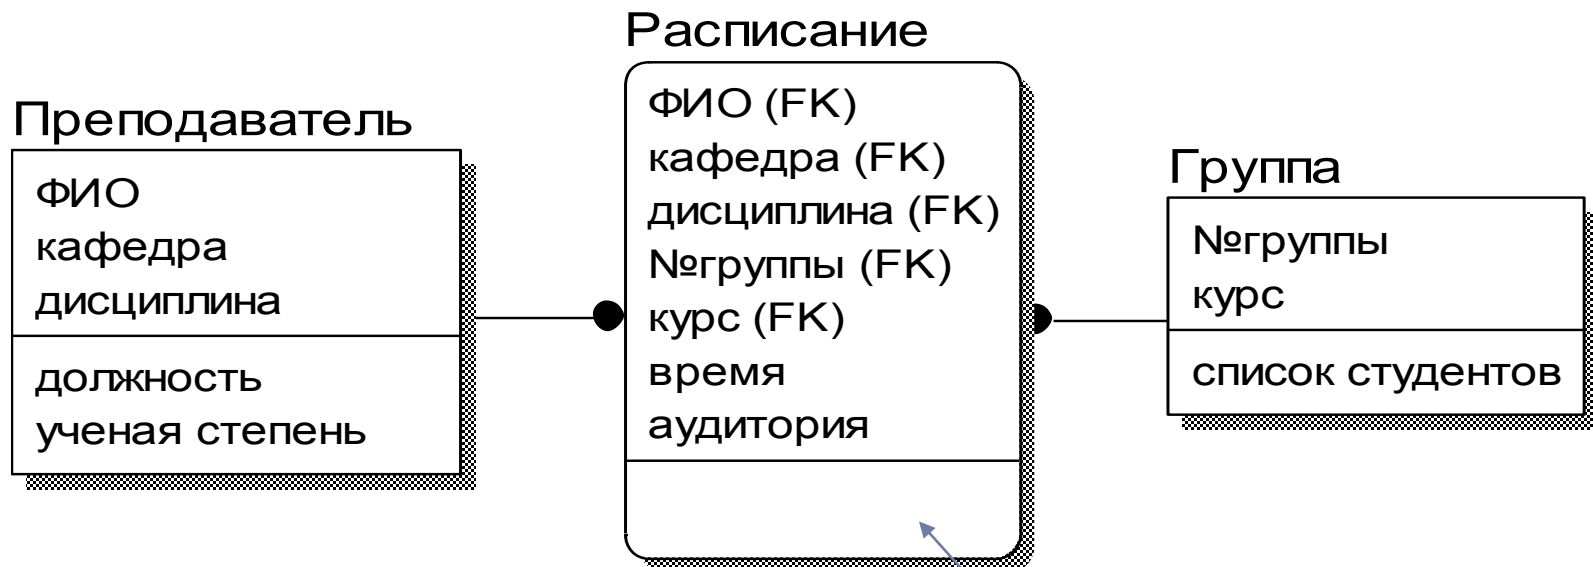 Преподаватель
ФИО
кафедра
дисциплина
должность
ученая степень
Расписание
ФИО (FK)
кафедра (FK)
дисциплина (FK)
№группы (FK)
курс (FK)
время
аудитория
Группа
№группы
курс
список студентов